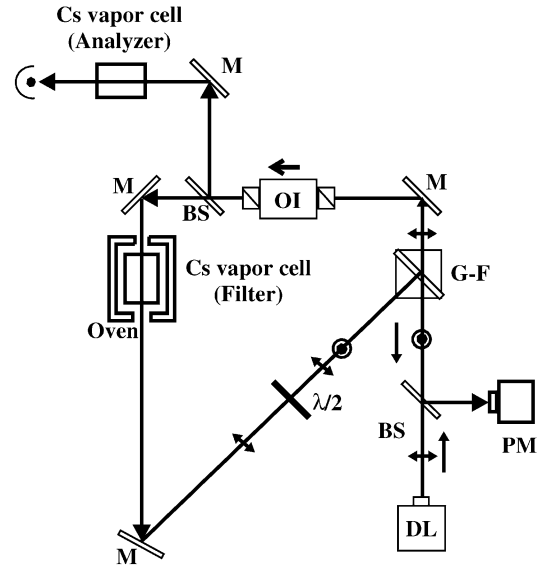 Cs vapor cell
(Analyzer)
M
M
BS
OI
M
G-F
Cs vapor cell
(Filter)
Oven
λ/2
BS
PM
DL
M